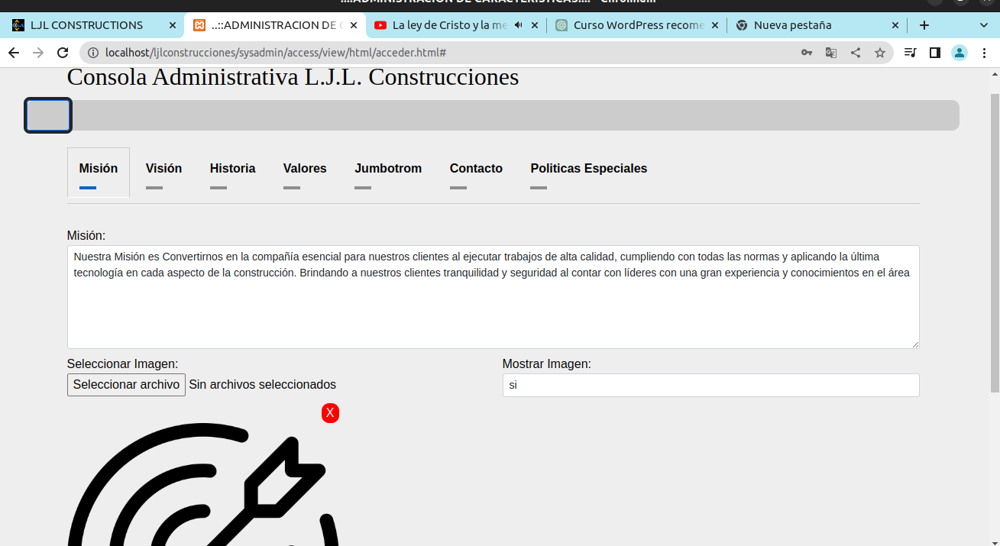 LJL CONSTRUCTIONS
..::ADMINISTRACION DE
La ley de Cristo y la me
Curso WordPress recome
Nueva pestaña
localhost/ljlconstrucciones/sysadmin/access/view/html/acceder.html#
Consola Administrativa L.J.L. Construcciones
Misión Visión Historia Valores Jumbotrom Contacto Politicas Especiales
Misión:
Nuestra Misión es Convertirnos en la compañía esencial para nuestros clientes al ejecutar trabajos de alta calidad, cumpliendo con todas las normas y aplicando la última
tecnología en cada aspecto de la construcción. Brindando a nuestros clientes tranquilidad y seguridad al contar con líderes con una gran experiencia y conocimientos en el área
Seleccionar Imagen:
Mostrar Imagen:
Seleccionar archivo Sin archivos seleccionados
si
X